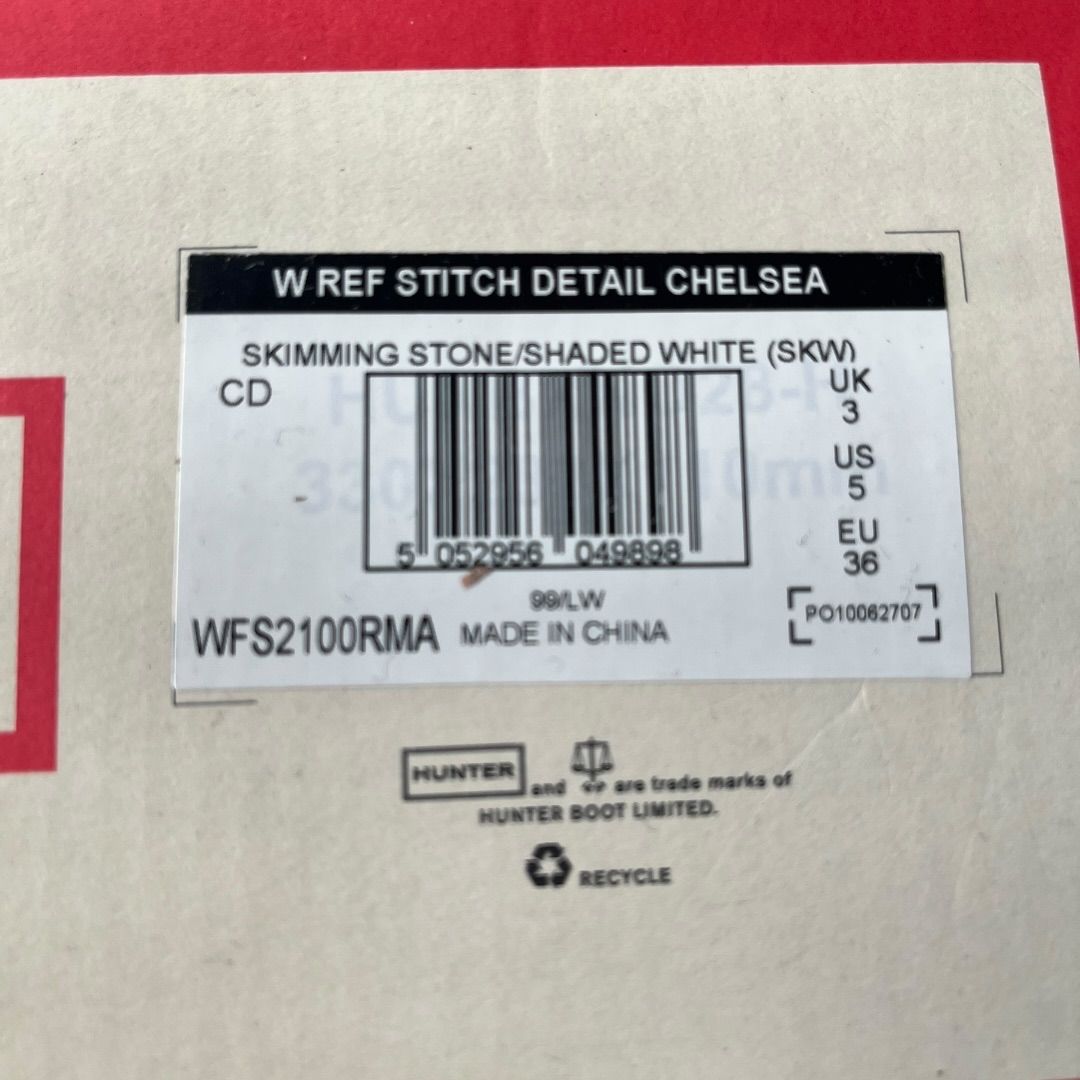 W REF STITCH DETAIL CHELSEA
SKIMMING STONE/SHADED WHITE (SKW)
CD
UK
3
US
5
EU
36
5 052956 049898
99/LW
WFS2100RMA MADE IN CHINA
PO10062707
HUNTER and are trade marks of
HUNTER BOOT LIMITED.
RECYCLE